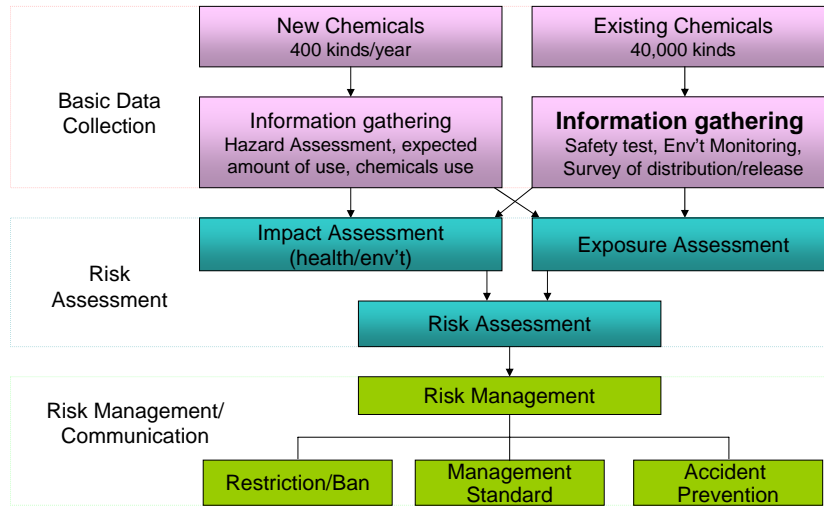 New Chemicals
400 kinds/year
Existing Chemicals
40,000 kinds
Basic Data
Collection
Information gathering
Hazard Assessment, expected
amount of use, chemicals use
Information gathering
Safety test, Env't Monitoring,
Survey of distribution/release
Impact Assessment
(health/env't)
Exposure Assessment
Risk
Assessment
Risk Assessment
Risk Management/
Communication
Risk Management
Restriction/Ban
Management
Standard
Accident
Prevention